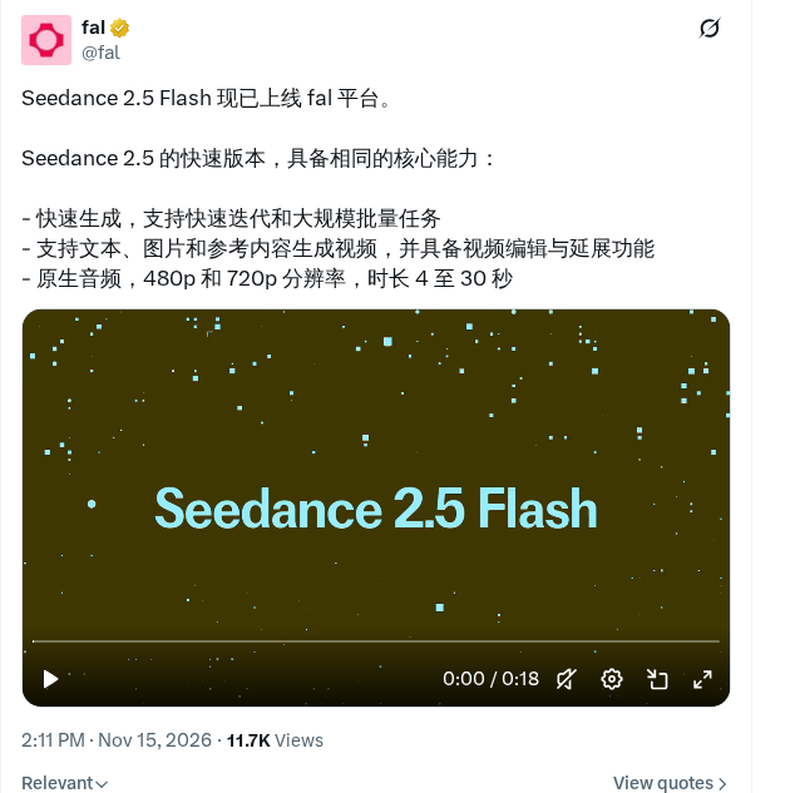 fal
@fal
Seedance 2.5 Flash 现已上线 fal 平台。
Seedance 2.5 的快速版本，具备相同的核心能力：
- 快速生成，支持快速迭代和大规模批量任务
- 支持文本、图片和参考内容生成视频，并具备视频编辑与延展功能
- 原生音频，480p 和 720p 分辨率，时长 4 至 30 秒
Seedance 2.5 Flash
0:00 / 0:18
2:11 PM · Nov 15, 2026 · 11.7K Views
Relevant
View quotes